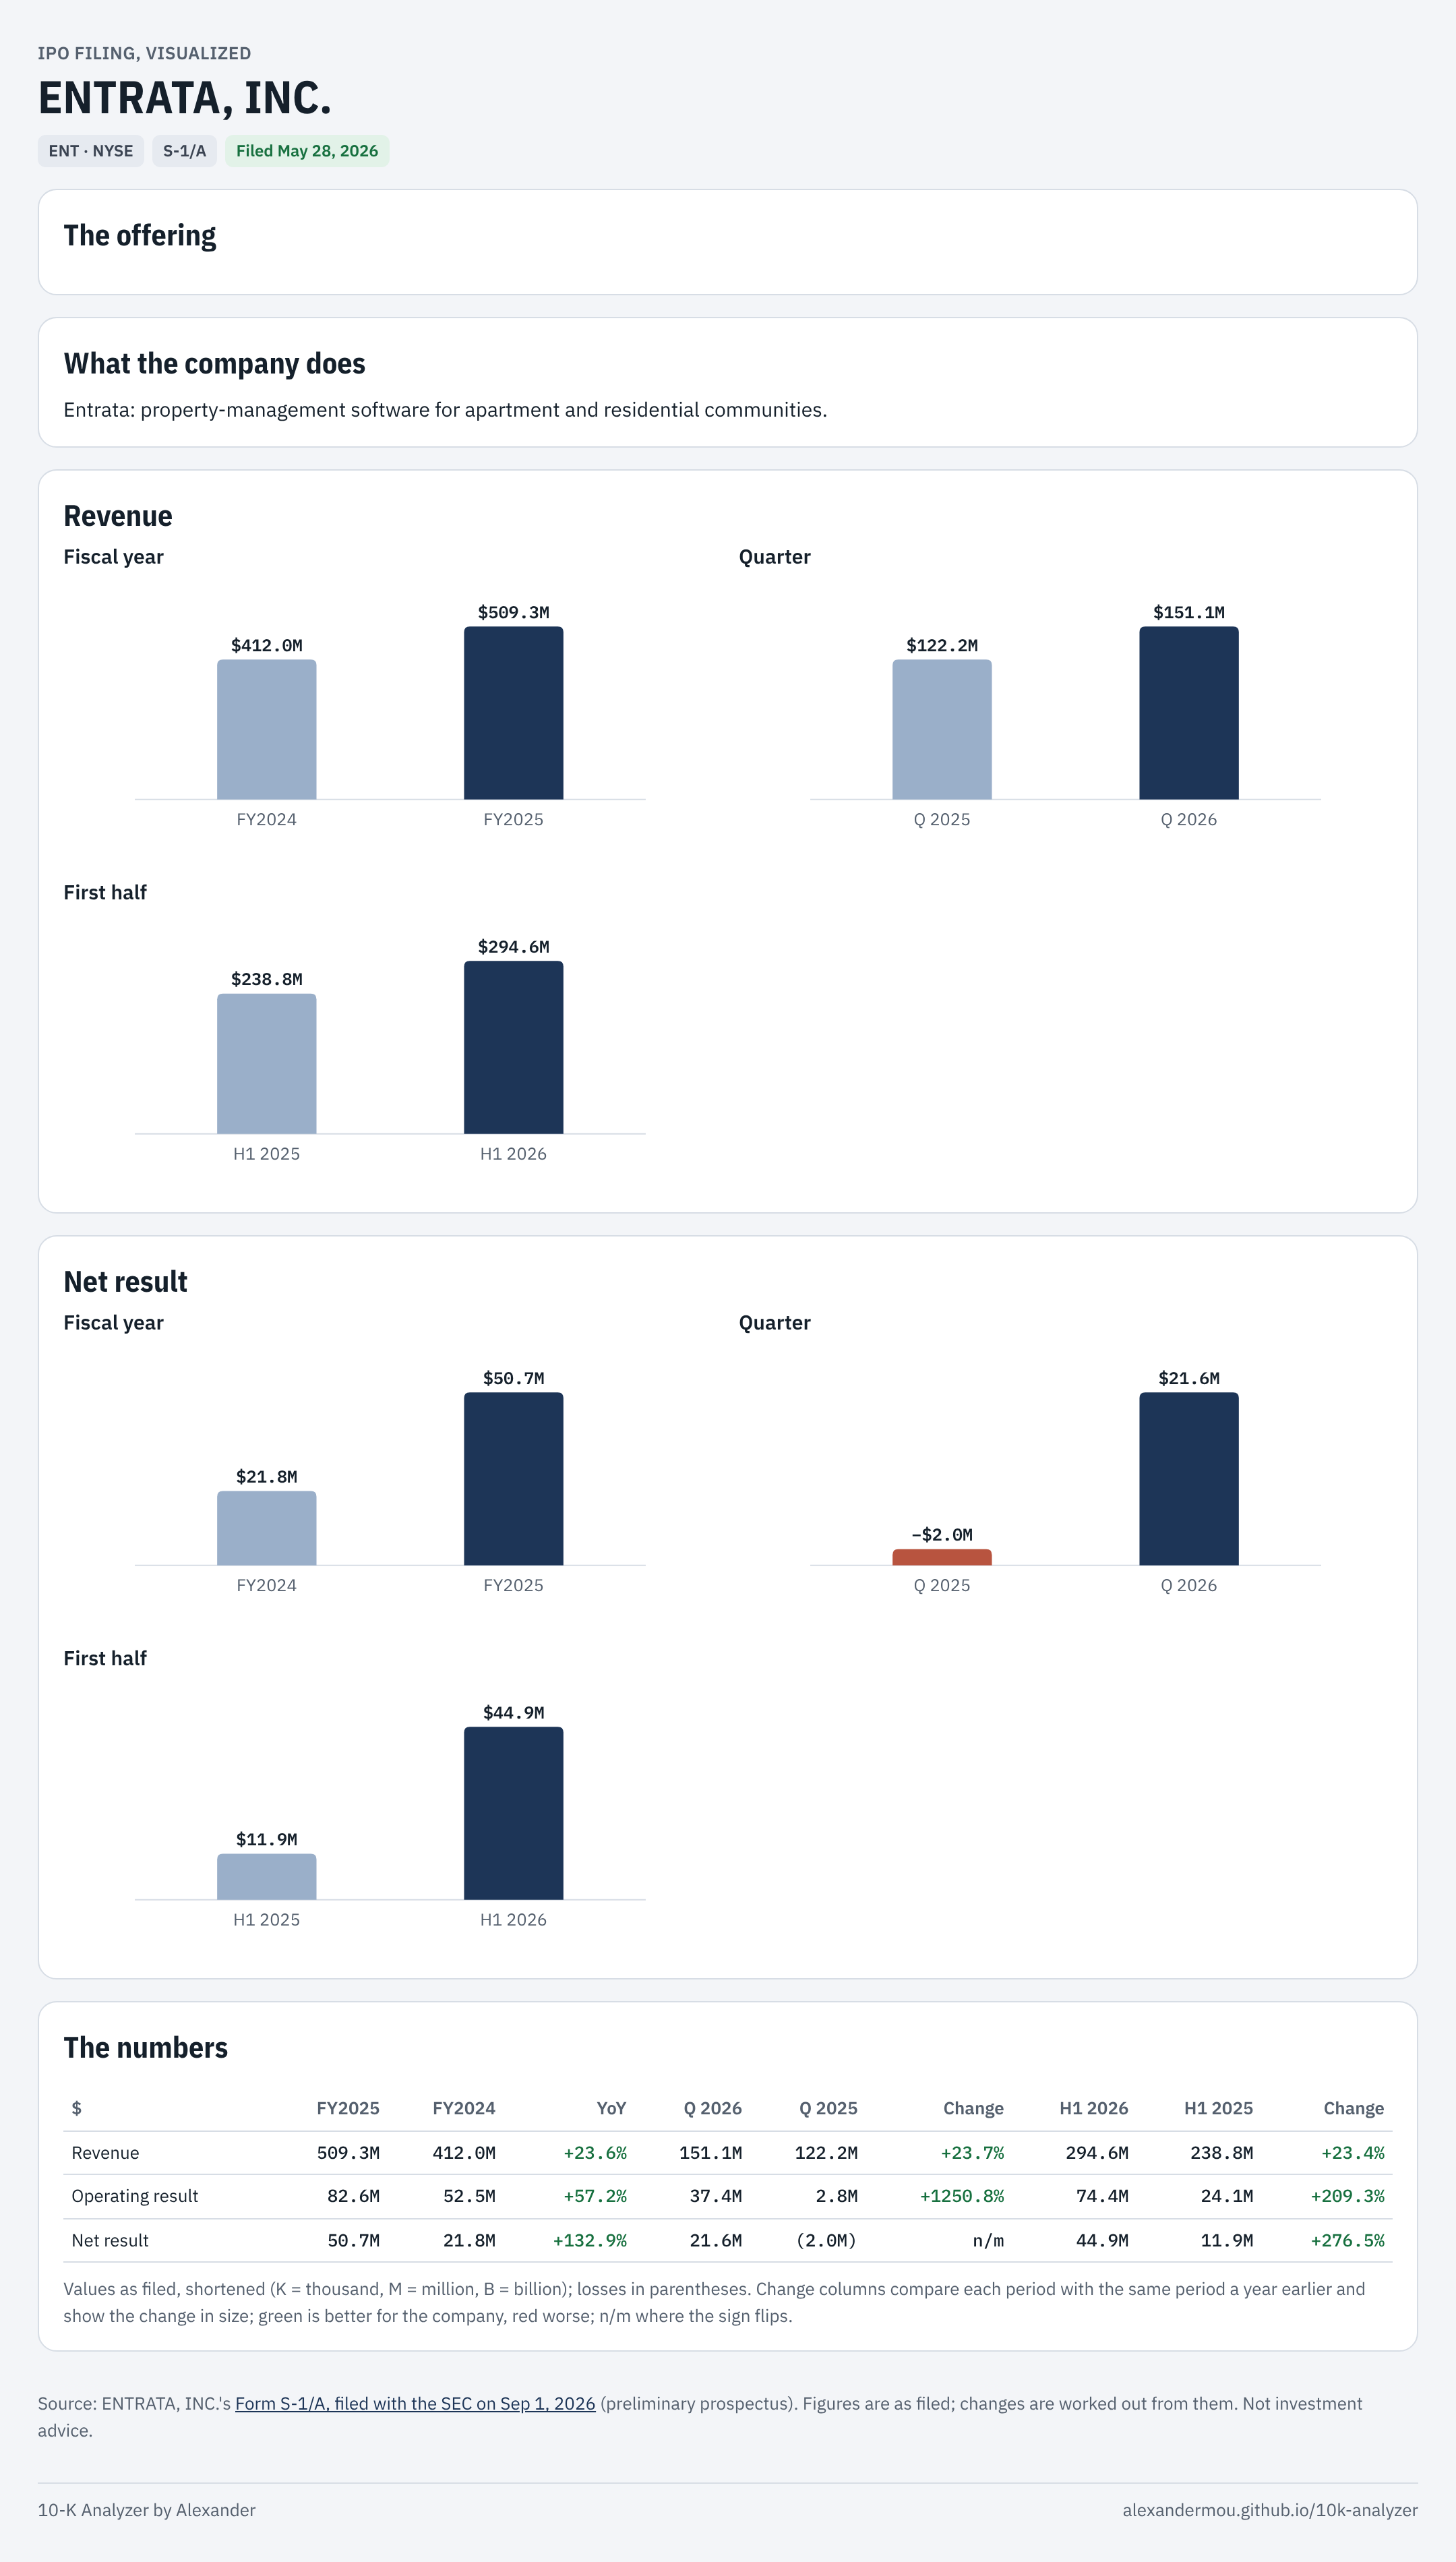 IPO FILING, VISUALIZED
ENTRATA, INC.
ENT · NYSE S-1/A Filed May 28, 2026
The offering
What the company does
Entrata: property-management software for apartment and residential communities.
Revenue
Fiscal year
$412.0M
$509.3M
FY2024 FY2025
Quarter
$122.2M
$151.1M
Q 2025 Q 2026
First half
$238.8M
$294.6M
H1 2025 H1 2026
Net result
Fiscal year
$21.8M
$50.7M
FY2024 FY2025
Quarter
–$2.0M
$21.6M
Q 2025 Q 2026
First half
$11.9M
$44.9M
H1 2025 H1 2026
The numbers
$ FY2025 FY2024 YoY Q 2026 Q 2025 Change H1 2026 H1 2025 Change
Revenue 509.3M 412.0M +23.6% 151.1M 122.2M +23.7% 294.6M 238.8M +23.4%
Operating result 82.6M 52.5M +57.2% 37.4M 2.8M +1250.8% 74.4M 24.1M +209.3%
Net result 50.7M 21.8M +132.9% 21.6M (2.0M) n/m 44.9M 11.9M +276.5%
Values as filed, shortened (K = thousand, M = million, B = billion); losses in parentheses. Change columns compare each period with the same period a year earlier and
show the change in size; green is better for the company, red worse; n/m where the sign flips.
Source: ENTRATA, INC.'s Form S-1/A, filed with the SEC on Sep 1, 2026 (preliminary prospectus). Figures are as filed; changes are worked out from them. Not investment
advice.
10-K Analyzer by Alexander
alexandermou.github.io/10k-analyzer